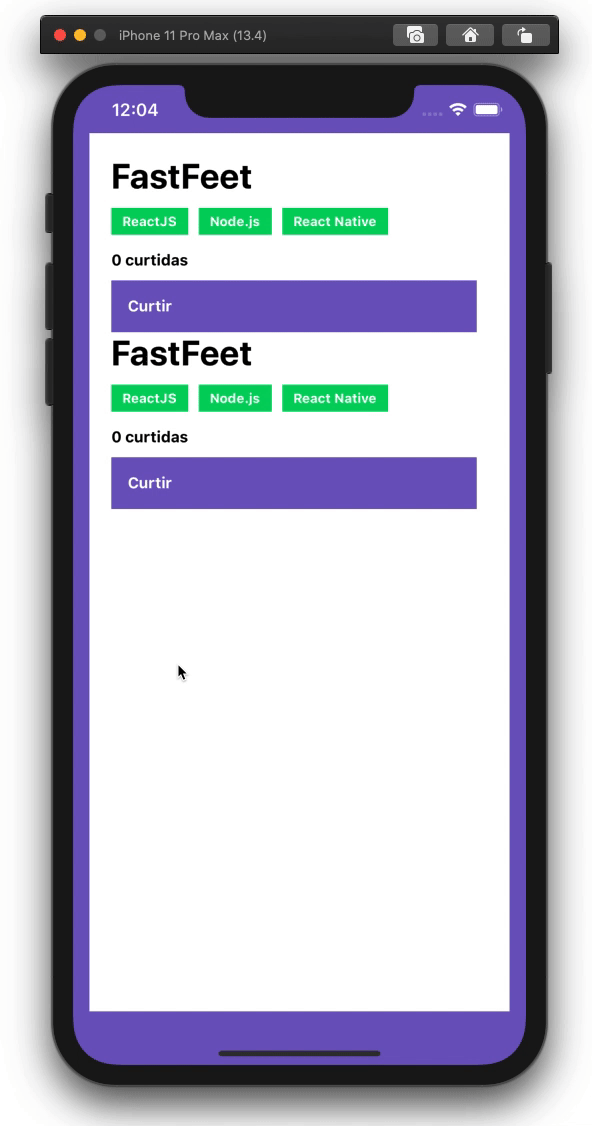 iPhone 11 Pro Max (13.4)
12:04
FastFeet
ReactJS Node.js React Native
0 curtidas
Curtir
FastFeet
ReactJS Node.js React Native
0 curtidas
Curtir